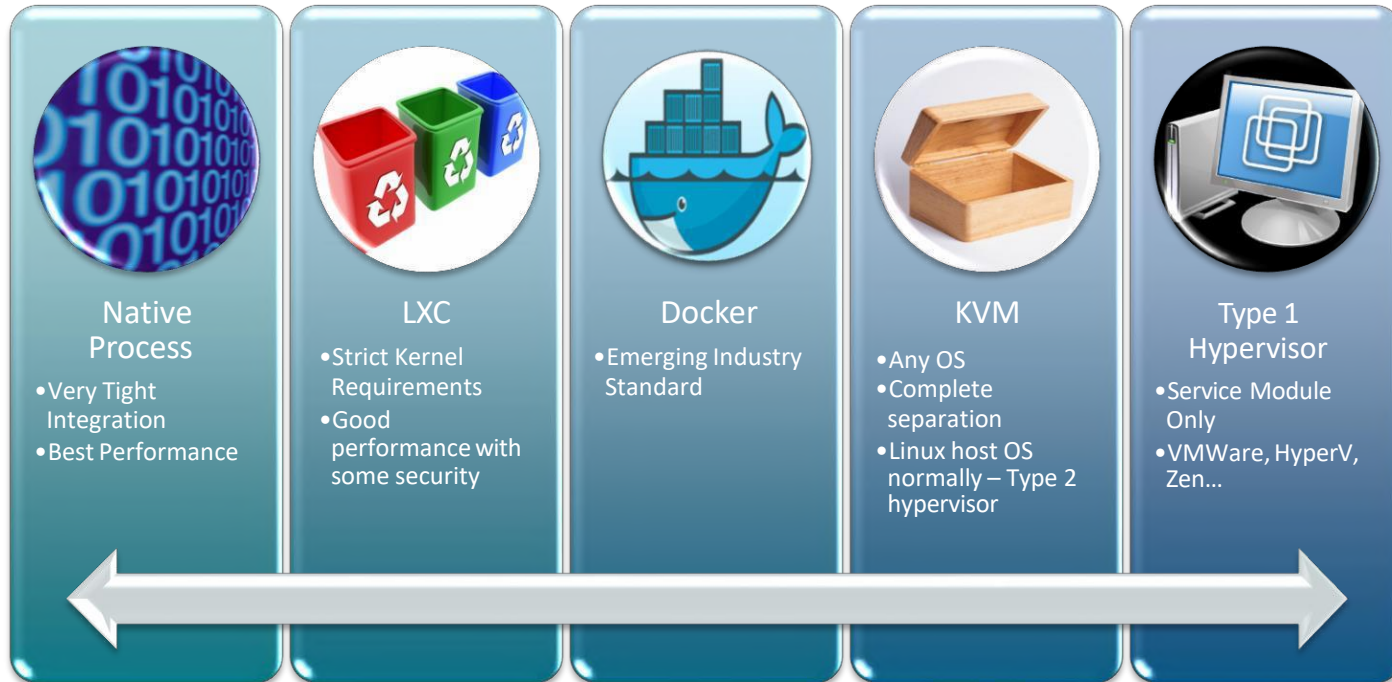 Native
Process
•Very Tight
Integration
•Best Performance
LXC
•Strict Kernel
Requirements
•Good
performance with
some security
Docker
•Emerging Industry
Standard
KVM
•Any OS
•Complete
separation
•Linux host OS
normally – Type 2
hypervisor
Type 1
Hypervisor
•Service Module
Only
•VMWare, HyperV,
Zen…